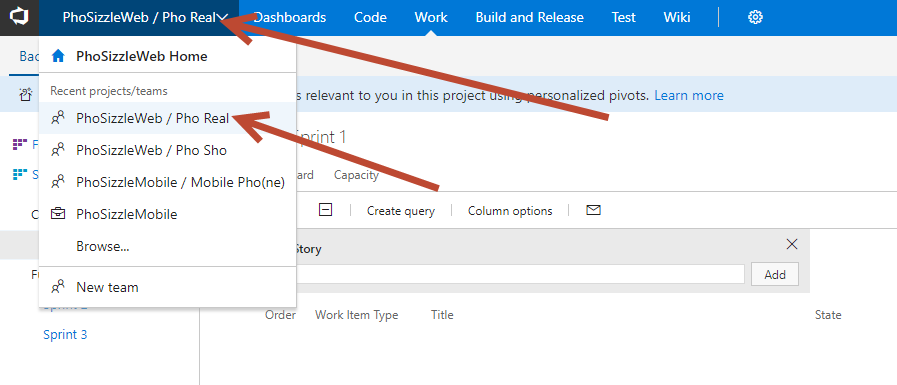 PhoSizzleWeb / Pho Real Dashboards Code Work Build and Release Test Wiki
Bac
PhoSizzleWeb Home
Recent projects/teams
s relevant to you in this project using personalized pivots. Learn more
PhoSizzleWeb / Pho Real
F
Sprint 1
PhoSizzleWeb / Pho Sho
S
ard Capacity
PhoSizzleMobile / Mobile Pho(ne)
C
PhoSizzleMobile
Create query Column options
Browse...
Story
Fu
New team
Add
Order Work Item Type Title State
Sprint 3